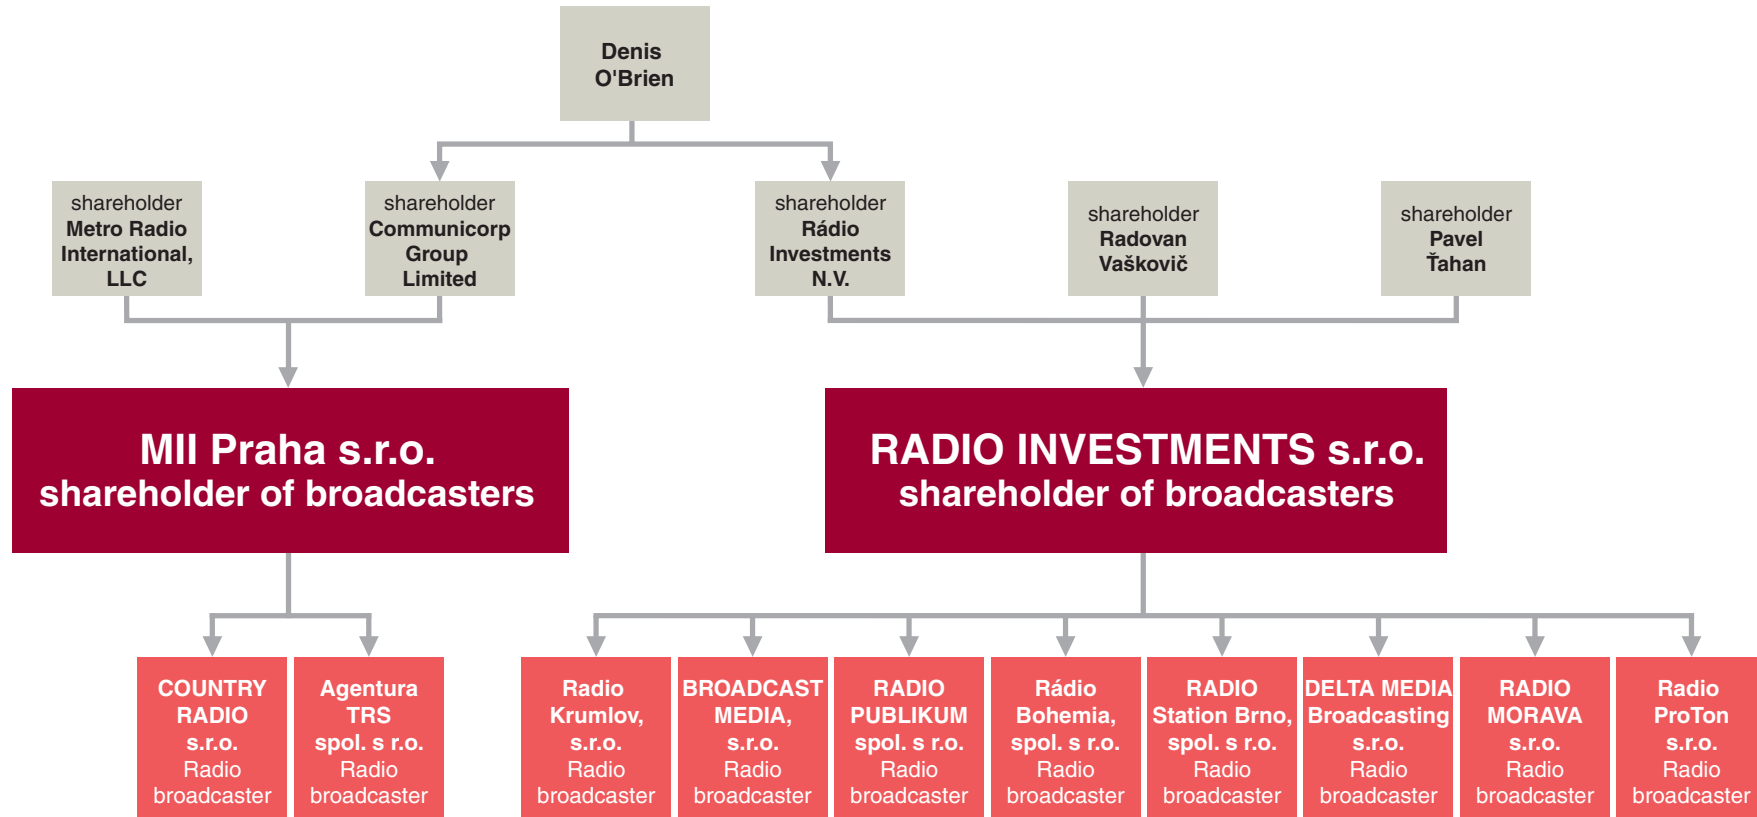 Denis
O'Brien
shareholder
Metro Radio
International,
LLC
shareholder
Communicorp
Group
Limited
shareholder
Rádio
Investments
N.V.
shareholder
Radovan
Vaškovič
shareholder
Pavel
Ťahan
MII Praha s.r.o.
shareholder of broadcasters
RADIO INVESTMENTS s.r.o.
shareholder of broadcasters
COUNTRY
RADIO
s.r.o.
Radio
broadcaster
Agentura
TRS
spol. s r.o.
Radio
broadcaster
Radio
Krumlov,
s.r.o.
Radio
broadcaster
BROADCAST
MEDIA,
s.r.o.
Radio
broadcaster
RADIO
PUBLIKUM
spol. s r.o.
Radio
broadcaster
Rádio
Bohemia,
spol. s r.o.
Radio
broadcaster
RADIO
Station Brno,
spol. s r.o.
Radio
broadcaster
DELTA MEDIA
Broadcasting
s.r.o.
Radio
broadcaster
RADIO
MORAVA
s.r.o.
Radio
broadcaster
Radio
ProTon
s.r.o.
Radio
broadcaster